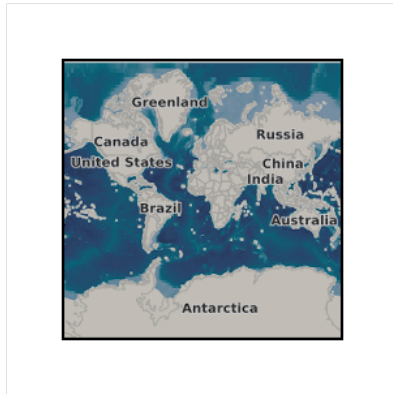 Greenland
Russia
Canada
United States
China
India
Brazil
Australia
Antarctica